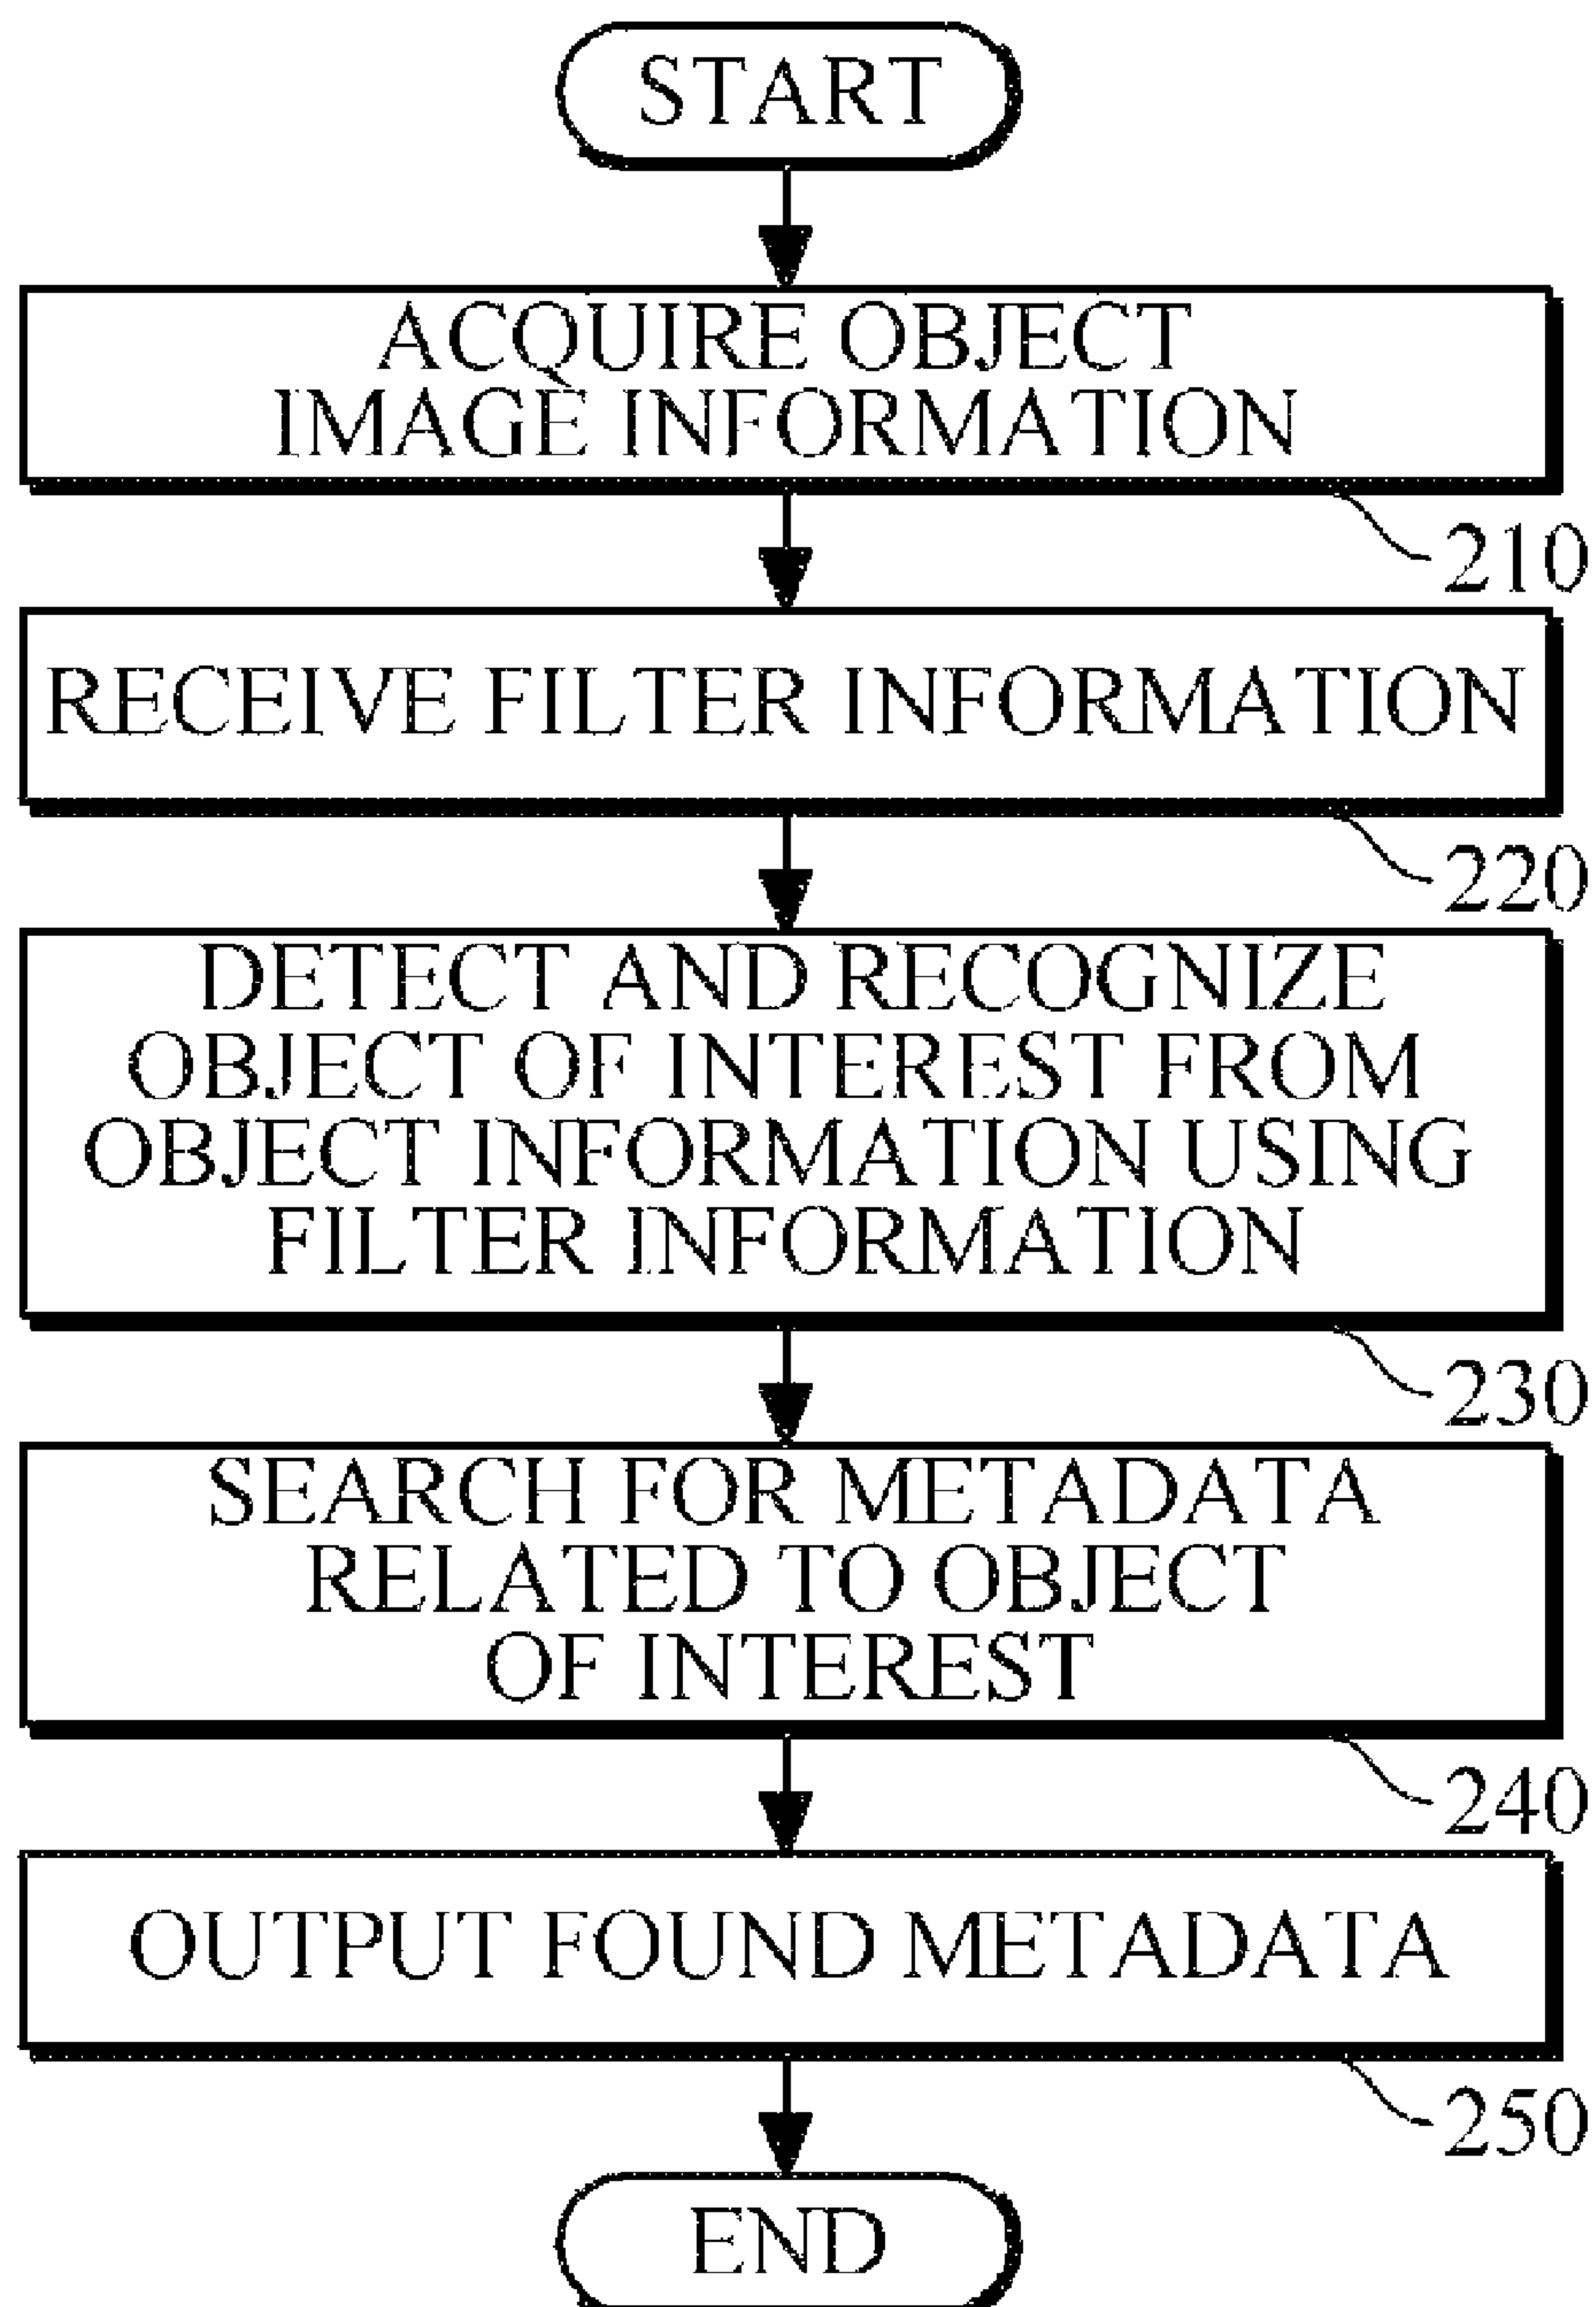 START
ACQUIRE OBJECT
IMAGE INFORMATION
210
RECEIVE FILTER INFORMATION
220
DETECT AND RECOGNIZE
OBJECT OF INTEREST FROM
OBJECT INFORMATION USING
FILTER INFORMATION
230
SEARCH FOR METADATA
RELATED TO OBJECT
OF INTEREST
240
OUTPUT FOUND METADATA
250
END